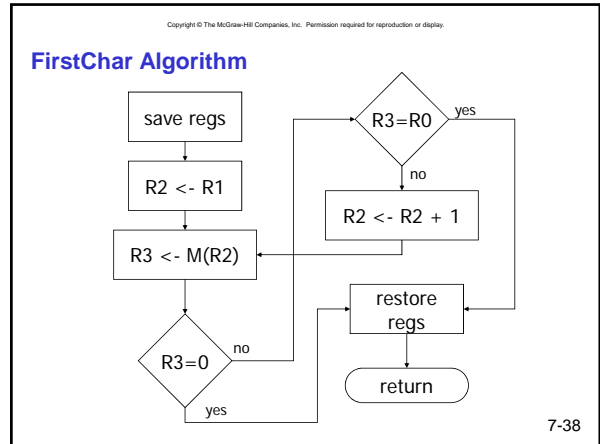 Copyright © The McGraw-Hill Companies, Inc. Permission required for reproduction or display.
FirstChar Algorithm
save regs
R2 <- R1
R3 <- M(R2)
R3=0
no
yes
R3=R0
yes
no
R2 <- R2 + 1
restore
regs
return
7-38